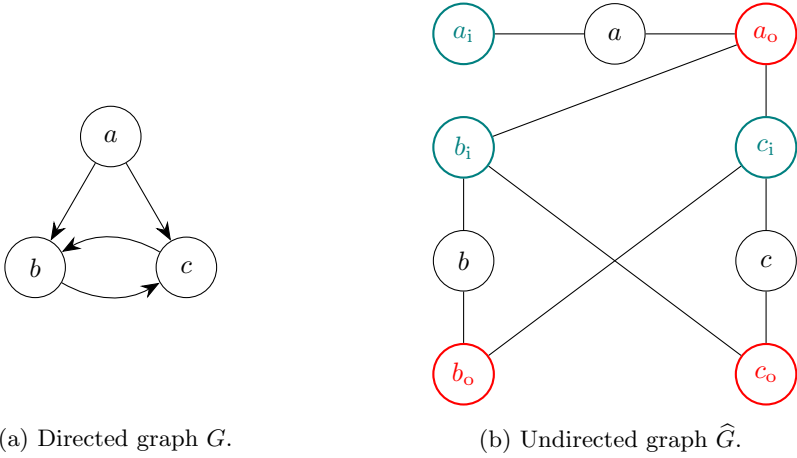 a_i a a_o
a
b_i c_i
b c
b c
b_o c_o
(a) Directed graph G.
(b) Undirected graph Ĝ.